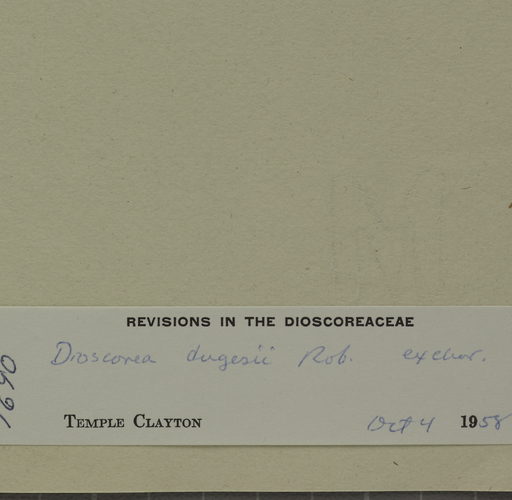 REVISIONS IN THE DIOSCOREACEAE
Dioscorea dugesii Rob.
TEMPLE CLAYTON Oct 4 1958